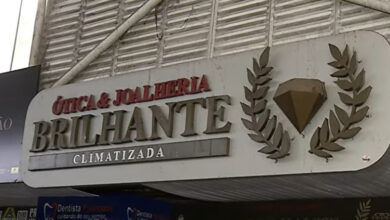 ÓTICA & JOALHERIA
BRILHANTE
CLIMATIZADA
Dentista